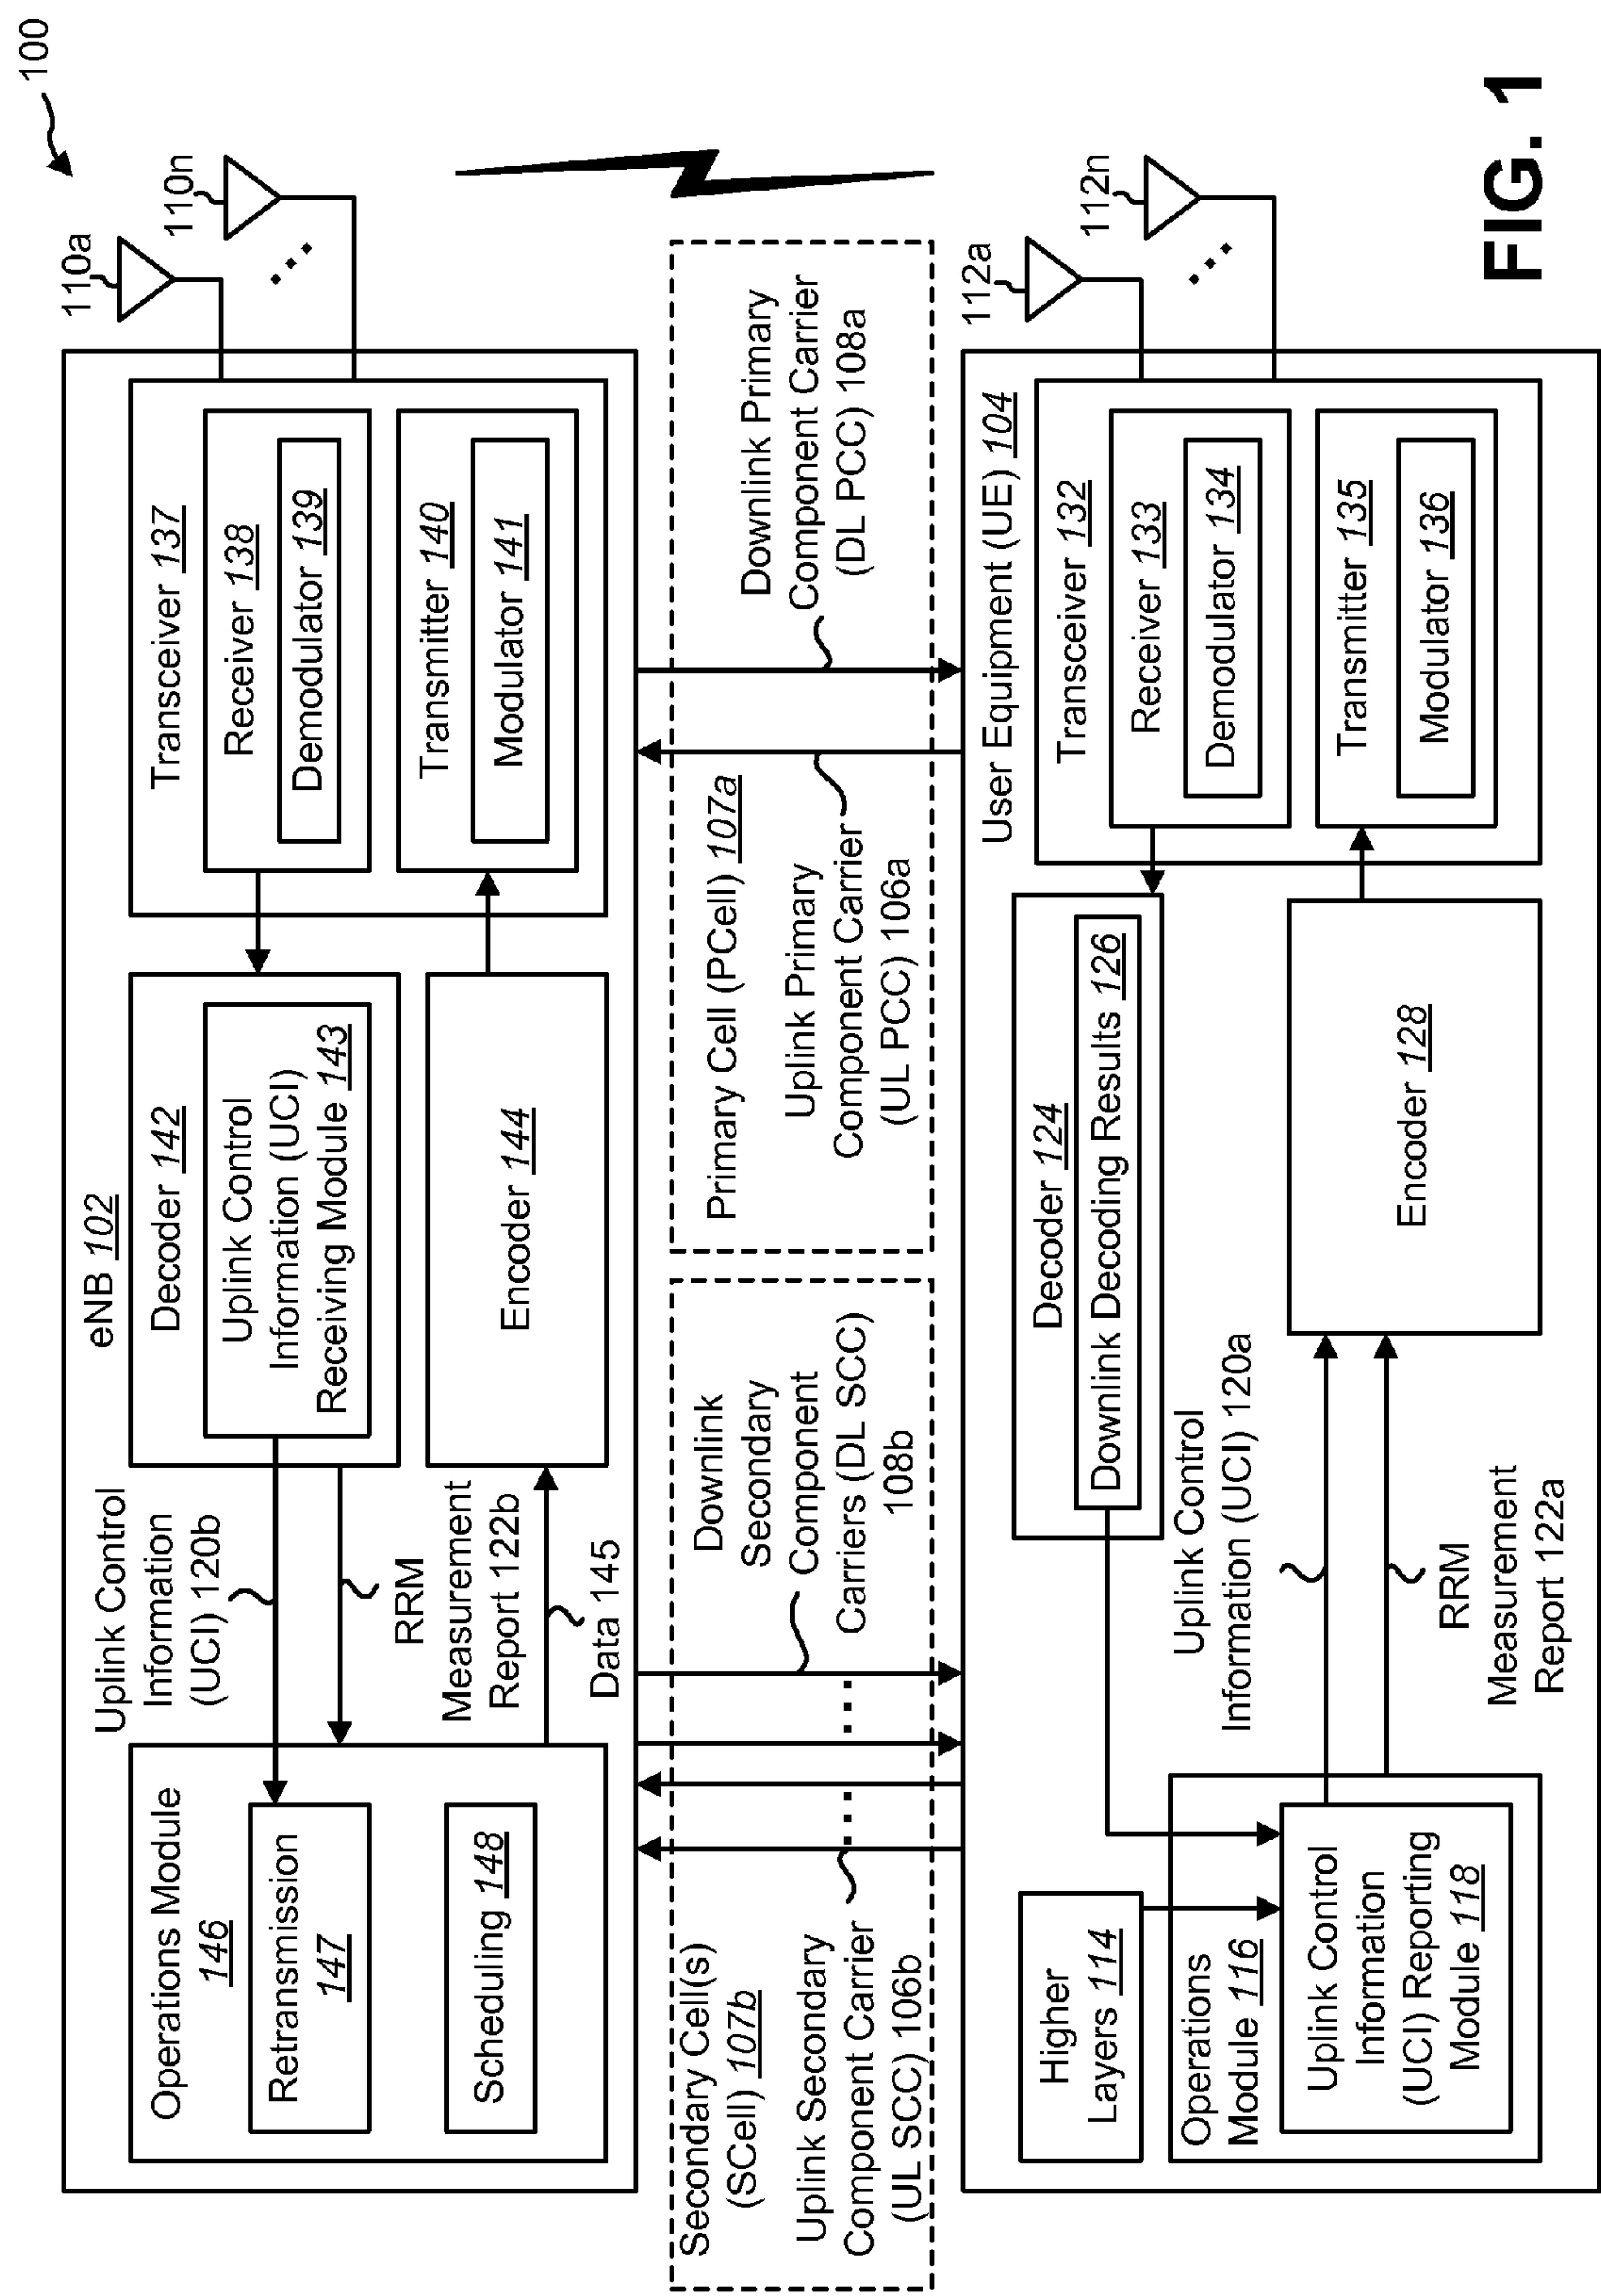 100
110a
110n
eNB 102
Operations Module
146
Retransmission
147
Scheduling 148
Uplink Control
Information
(UCI) 120b
RRM
Measurement
Report 122b
Data 145
Decoder 142
Uplink Control
Information (UCI)
Receiving Module 143
Encoder 144
Transceiver 137
Receiver 138
Demodulator 139
Transmitter 140
Modulator 141
Secondary Cell(s)
(SCell) 107b
Uplink Secondary
Component Carrier
(UL SCC) 106b
Downlink
Secondary
Component
Carriers (DL SCC)
108b
Primary Cell (PCell) 107a
Uplink Primary
Component Carrier
(UL PCC) 106a
Downlink Primary
Component Carrier
(DL PCC) 108a
112a
112n
User Equipment (UE) 104
Higher
Layers 114
Operations
Module 116
Uplink Control
Information
(UCI) Reporting
Module 118
Decoder 124
Downlink Decoding Results 126
Uplink Control
Information (UCI) 120a
RRM
Measurement
Report 122a
Encoder 128
Transceiver 132
Receiver 133
Demodulator 134
Transmitter 135
Modulator 136
FIG. 1